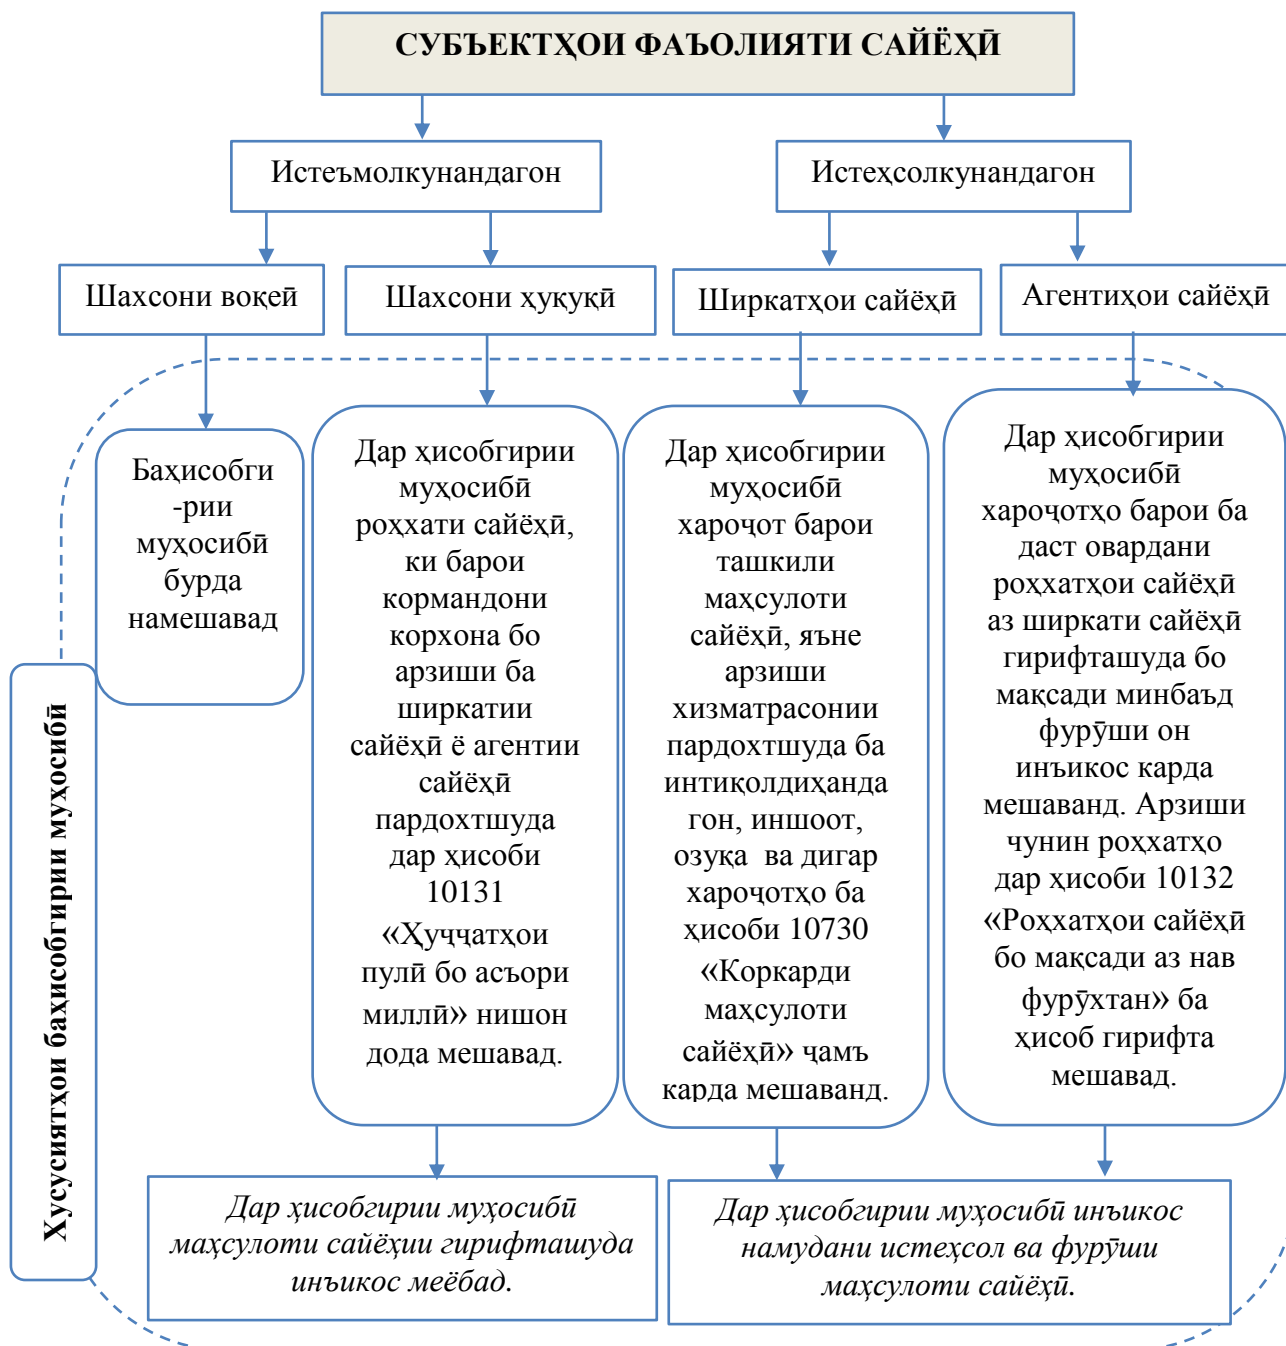 СУБЪЕКТҲОИ ФАЪОЛИЯТИ САЙЁҲӢ
Истеъмолкунандагон
Истеҳсолкунандагон
Шахсони воқеӣ
Шахсони ҳуқуқӣ
Ширкатҳои сайёҳӣ
Агентиҳои сайёҳӣ
Хусусиятҳои баҳисобгирии муҳосибӣ
Баҳисобги
-рии
муҳосибӣ
бурда
намешавад
Дар ҳисобгирии
муҳосибӣ
роҳхати сайёҳӣ,
ки барои
кормандони
корхона бо
арзиши ба
ширкатии
сайёҳӣ ё агентии
сайёҳӣ
пардохтшуда
дар ҳисоби
10131
«Ҳуҷҷатҳои
пулӣ бо асъори
миллӣ» нишон
дода мешавад.
Дар ҳисобгирии
муҳосибӣ
хароҷот барои
ташкили
маҳсулоти
сайёҳӣ, яъне
арзиши
хизматрасонии
пардохтшуда ба
интиқолдиҳанда
гон, иншоот,
озуқа ва дигар
хароҷотҳо ба
ҳисоби 10730
«Коркарди
маҳсулоти
сайёҳӣ» ҷамъ
карда мешаванд.
Дар ҳисобгирии
муҳосибӣ
хароҷотҳо барои ба
даст овардани
роҳхатҳои сайёҳӣ
аз ширкати сайёҳӣ
гирифташуда бо
мақсади минбаъд
фурӯши он
инъикос карда
мешаванд. Арзиши
чунин роҳхатҳо
дар ҳисоби 10132
«Роҳхатҳои сайёҳӣ
бо мақсади аз нав
фурӯхтан» ба
ҳисоб гирифта
мешавад.
Дар ҳисобгирии муҳосибӣ
маҳсулоти сайёҳии гирифташуда
инъикос меёбад.
Дар ҳисобгирии муҳосибӣ инъикос
намудани истеҳсол ва фурӯши
маҳсулоти сайёҳӣ.